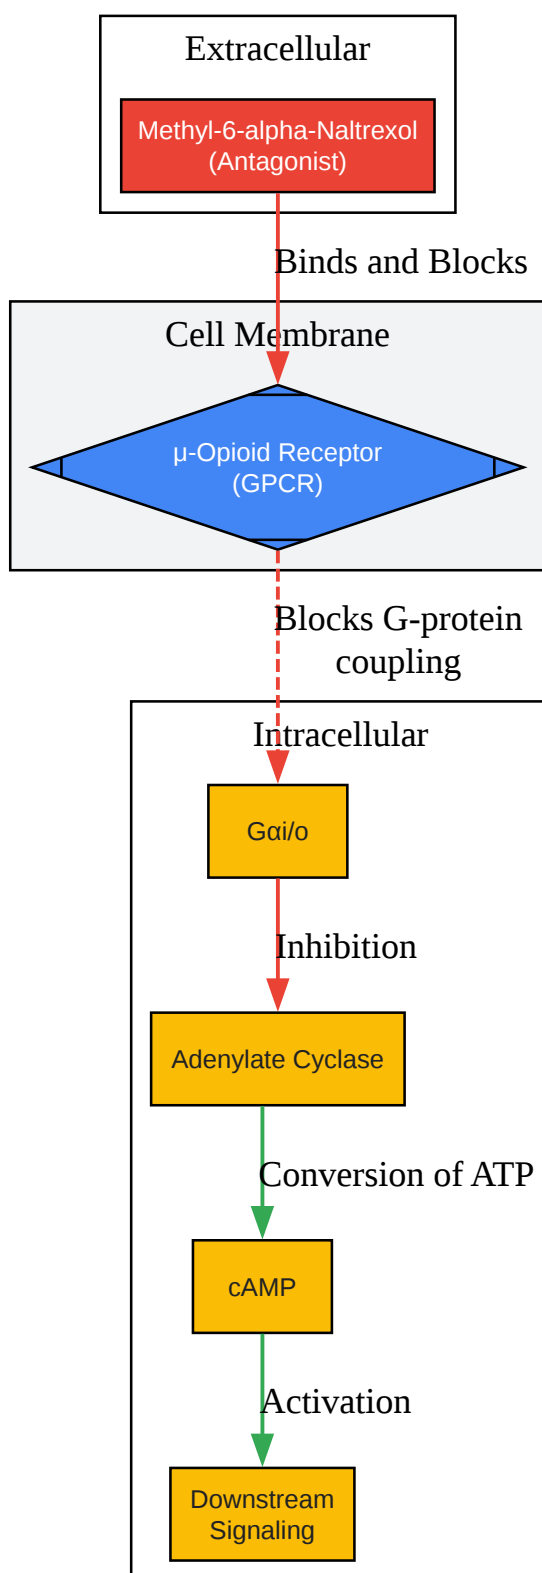 Extracellular
Methyl-6-alpha-Naltrexol
(Antagonist)
Binds and Blocks
Cell Membrane
μ-Opioid Receptor
(GPCR)
Blocks G-protein
coupling
Intracellular
Gαi/o
Inhibition
Adenylate Cyclase
Conversion of ATP
cAMP
Activation
Downstream
Signaling